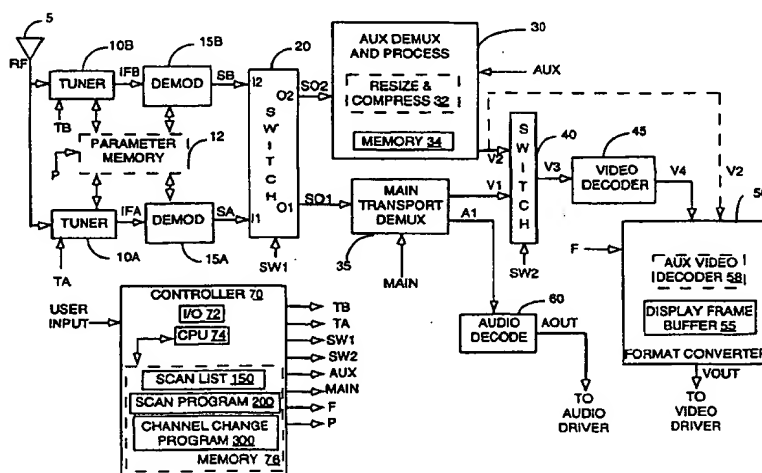 5
RF
10B
TUNER
TB
IFB
15B
DEMOD
SB
12
PARAMETER
MEMORY
P
TUNER
10A
TA
IFA
DEMOD
15A
SA
20
I2
O2
SWITCH
O1
I1
SW1
SO2
SO1
AUX DEMUX
AND PROCESS
RESIZE &
COMPRESS 32
MEMORY 34
30
AUX
V2
MAIN
TRANSPORT
DEMUX
35
MAIN
V1
A1
SWITCH
40
SW2
V3
45
VIDEO
DECODER
V4
V2
F
AUX VIDEO
DECODER 58
DISPLAY FRAME
BUFFER 55
FORMAT CONVERTER
VOUT
TO
VIDEO
DRIVER
60
AUDIO
DECODE
AOUT
TO
AUDIO
DRIVER
USER
INPUT
CONTROLLER 70
I/O 72
CPU 74
SCAN LIST 150
SCAN PROGRAM 200
CHANNEL CHANGE
PROGRAM 300
MEMORY 76
TB
TA
SW1
SW2
AUX
MAIN
F
P